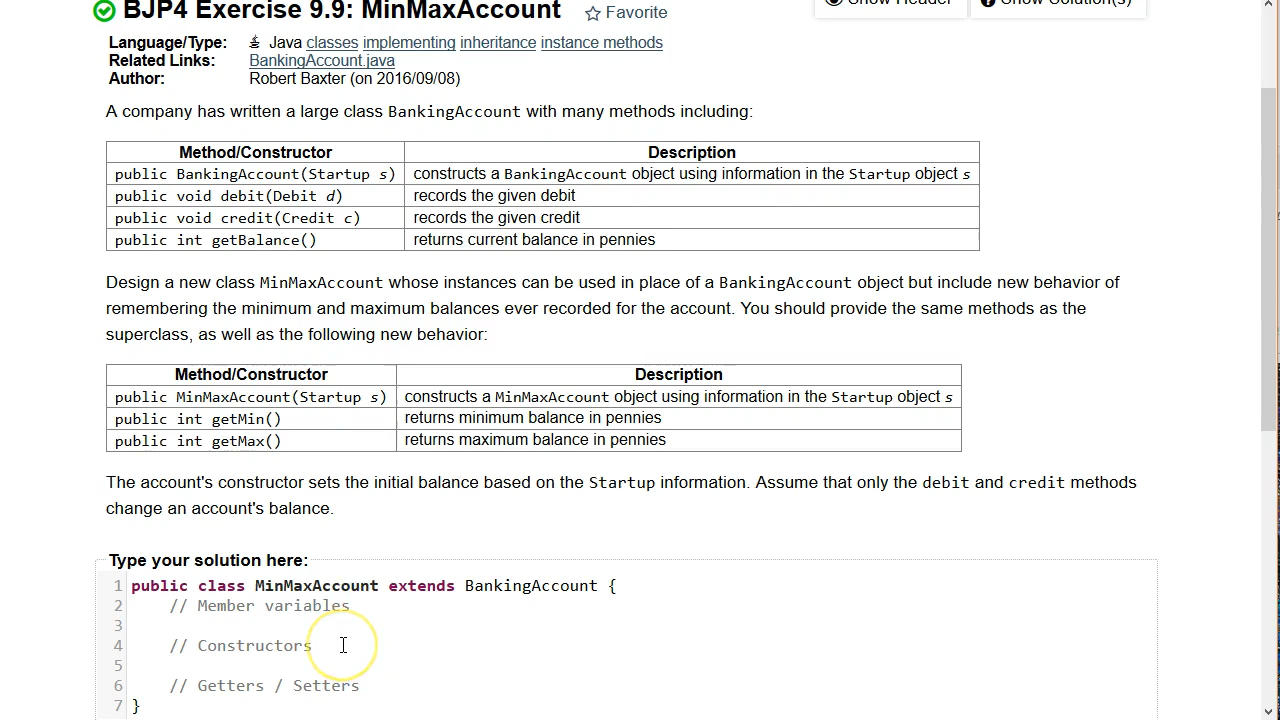 BJP4 Exercise 9.9: MinMaxAccount Favorite Show Header Show Solution(s)
Language/Type: Java classes implementing inheritance instance methods
Related Links: BankingAccount.java
Author: Robert Baxter (on 2016/09/08)
A company has written a large class BankingAccount with many methods including:
Method/Constructor Description
public BankingAccount(Startup s) constructs a BankingAccount object using information in the Startup object s
public void debit(Debit d) records the given debit
public void credit(Credit c) records the given credit
public int getBalance() returns current balance in pennies
Design a new class MinMaxAccount whose instances can be used in place of a BankingAccount object but include new behavior of
remembering the minimum and maximum balances ever recorded for the account. You should provide the same methods as the
superclass, as well as the following new behavior:
Method/Constructor Description
public MinMaxAccount(Startup s) constructs a MinMaxAccount object using information in the Startup object s
public int getMin() returns minimum balance in pennies
public int getMax() returns maximum balance in pennies
The account's constructor sets the initial balance based on the Startup information. Assume that only the debit and credit methods
change an account's balance.
Type your solution here:
1 public class MinMaxAccount extends BankingAccount {
2 // Member variables
3
4 // Constructors
5
6 // Getters / Setters
7 }